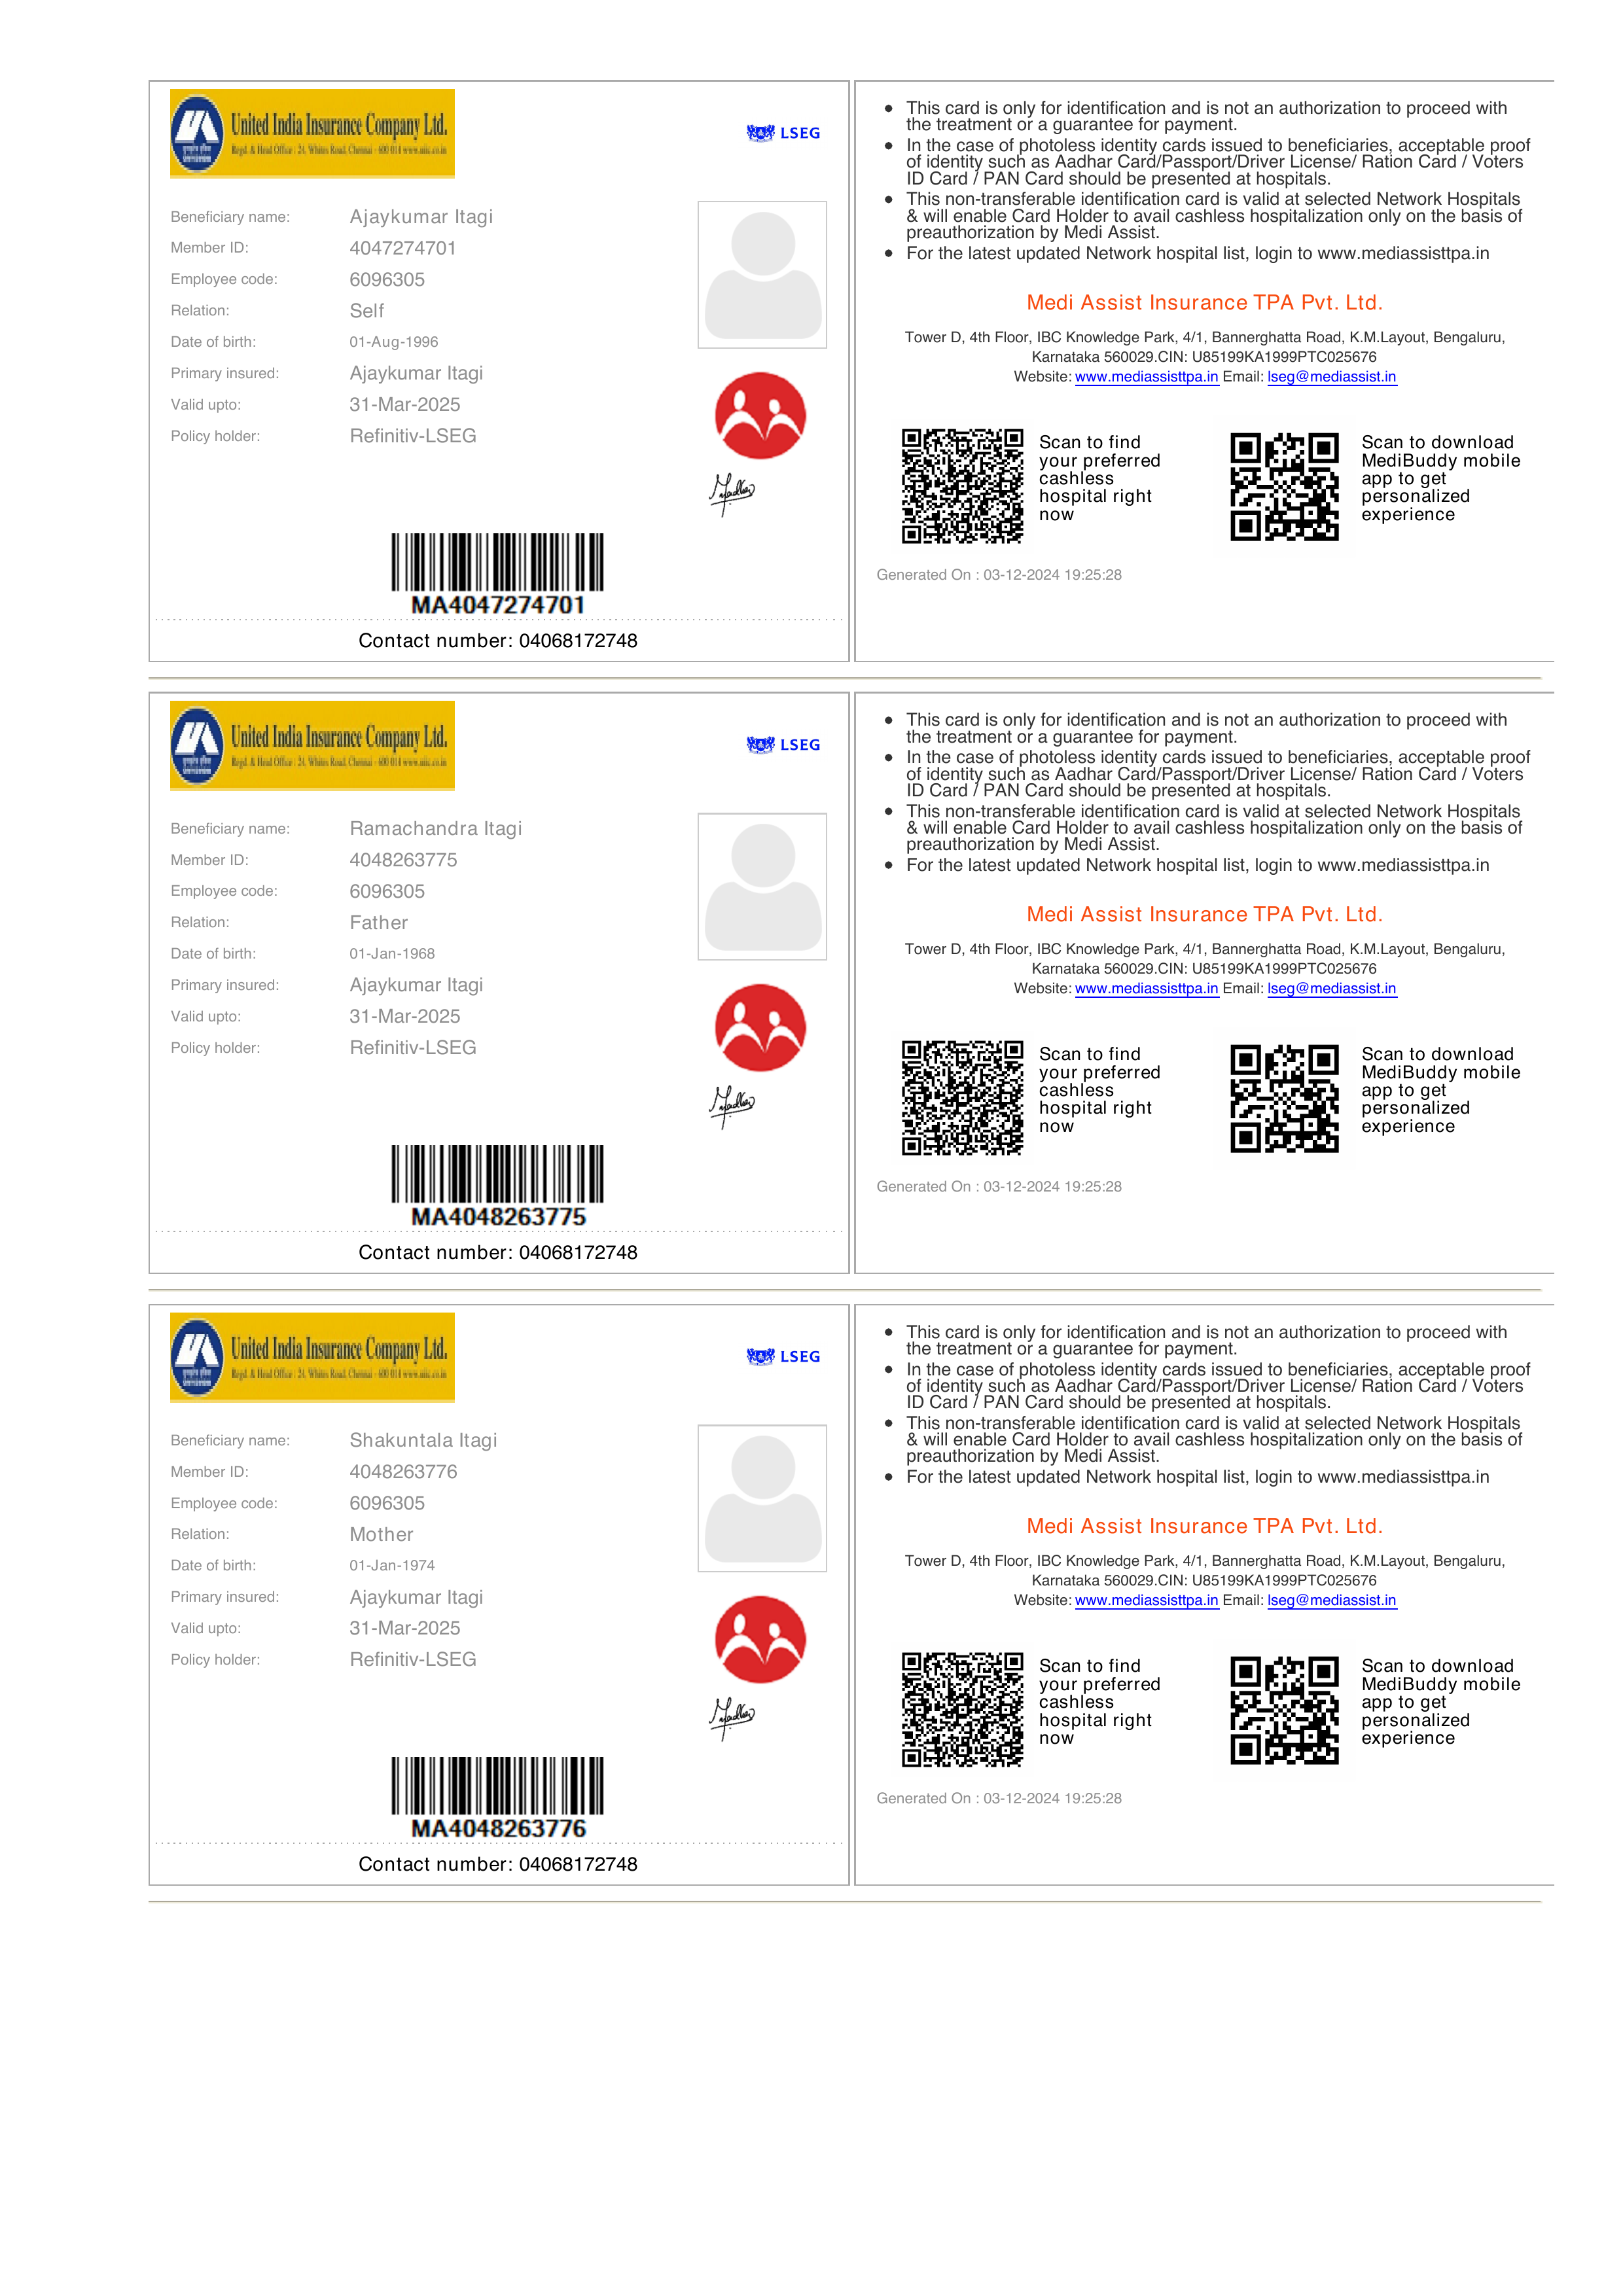 United India Insurance Company Ltd.
Regd. & Head Office : 24, Whites Road, Chennai - 600 014 www.uiic.co.in
LSEG
Beneficiary name: Ajaykumar Itagi
Member ID: 4047274701
Employee code: 6096305
Relation: Self
Date of birth: 01-Aug-1996
Primary insured: Ajaykumar Itagi
Valid upto: 31-Mar-2025
Policy holder: Refinitiv-LSEG
MA4047274701
Contact number: 04068172748
This card is only for identification and is not an authorization to proceed with
the treatment or a guarantee for payment.
In the case of photoless identity cards issued to beneficiaries, acceptable proof
of identity such as Aadhar Card/Passport/Driver License/ Ration Card / Voters
ID Card / PAN Card should be presented at hospitals.
This non-transferable identification card is valid at selected Network Hospitals
& will enable Card Holder to avail cashless hospitalization only on the basis of
preauthorization by Medi Assist.
For the latest updated Network hospital list, login to www.mediassisttpa.in
Medi Assist Insurance TPA Pvt. Ltd.
Tower D, 4th Floor, IBC Knowledge Park, 4/1, Bannerghatta Road, K.M.Layout, Bengaluru,
Karnataka 560029.CIN: U85199KA1999PTC025676
Website: www.mediassisttpa.in Email: lseg@mediassist.in
Scan to find
your preferred
cashless
hospital right
now
Scan to download
MediBuddy mobile
app to get
personalized
experience
Generated On : 03-12-2024 19:25:28
United India Insurance Company Ltd.
Regd. & Head Office : 24, Whites Road, Chennai - 600 014 www.uiic.co.in
LSEG
Beneficiary name: Ramachandra Itagi
Member ID: 4048263775
Employee code: 6096305
Relation: Father
Date of birth: 01-Jan-1968
Primary insured: Ajaykumar Itagi
Valid upto: 31-Mar-2025
Policy holder: Refinitiv-LSEG
MA4048263775
Contact number: 04068172748
This card is only for identification and is not an authorization to proceed with
the treatment or a guarantee for payment.
In the case of photoless identity cards issued to beneficiaries, acceptable proof
of identity such as Aadhar Card/Passport/Driver License/ Ration Card / Voters
ID Card / PAN Card should be presented at hospitals.
This non-transferable identification card is valid at selected Network Hospitals
& will enable Card Holder to avail cashless hospitalization only on the basis of
preauthorization by Medi Assist.
For the latest updated Network hospital list, login to www.mediassisttpa.in
Medi Assist Insurance TPA Pvt. Ltd.
Tower D, 4th Floor, IBC Knowledge Park, 4/1, Bannerghatta Road, K.M.Layout, Bengaluru,
Karnataka 560029.CIN: U85199KA1999PTC025676
Website: www.mediassisttpa.in Email: lseg@mediassist.in
Scan to find
your preferred
cashless
hospital right
now
Scan to download
MediBuddy mobile
app to get
personalized
experience
Generated On : 03-12-2024 19:25:28
United India Insurance Company Ltd.
Regd. & Head Office : 24, Whites Road, Chennai - 600 014 www.uiic.co.in
LSEG
Beneficiary name: Shakuntala Itagi
Member ID: 4048263776
Employee code: 6096305
Relation: Mother
Date of birth: 01-Jan-1974
Primary insured: Ajaykumar Itagi
Valid upto: 31-Mar-2025
Policy holder: Refinitiv-LSEG
MA4048263776
Contact number: 04068172748
This card is only for identification and is not an authorization to proceed with
the treatment or a guarantee for payment.
In the case of photoless identity cards issued to beneficiaries, acceptable proof
of identity such as Aadhar Card/Passport/Driver License/ Ration Card / Voters
ID Card / PAN Card should be presented at hospitals.
This non-transferable identification card is valid at selected Network Hospitals
& will enable Card Holder to avail cashless hospitalization only on the basis of
preauthorization by Medi Assist.
For the latest updated Network hospital list, login to www.mediassisttpa.in
Medi Assist Insurance TPA Pvt. Ltd.
Tower D, 4th Floor, IBC Knowledge Park, 4/1, Bannerghatta Road, K.M.Layout, Bengaluru,
Karnataka 560029.CIN: U85199KA1999PTC025676
Website: www.mediassisttpa.in Email: lseg@mediassist.in
Scan to find
your preferred
cashless
hospital right
now
Scan to download
MediBuddy mobile
app to get
personalized
experience
Generated On : 03-12-2024 19:25:28